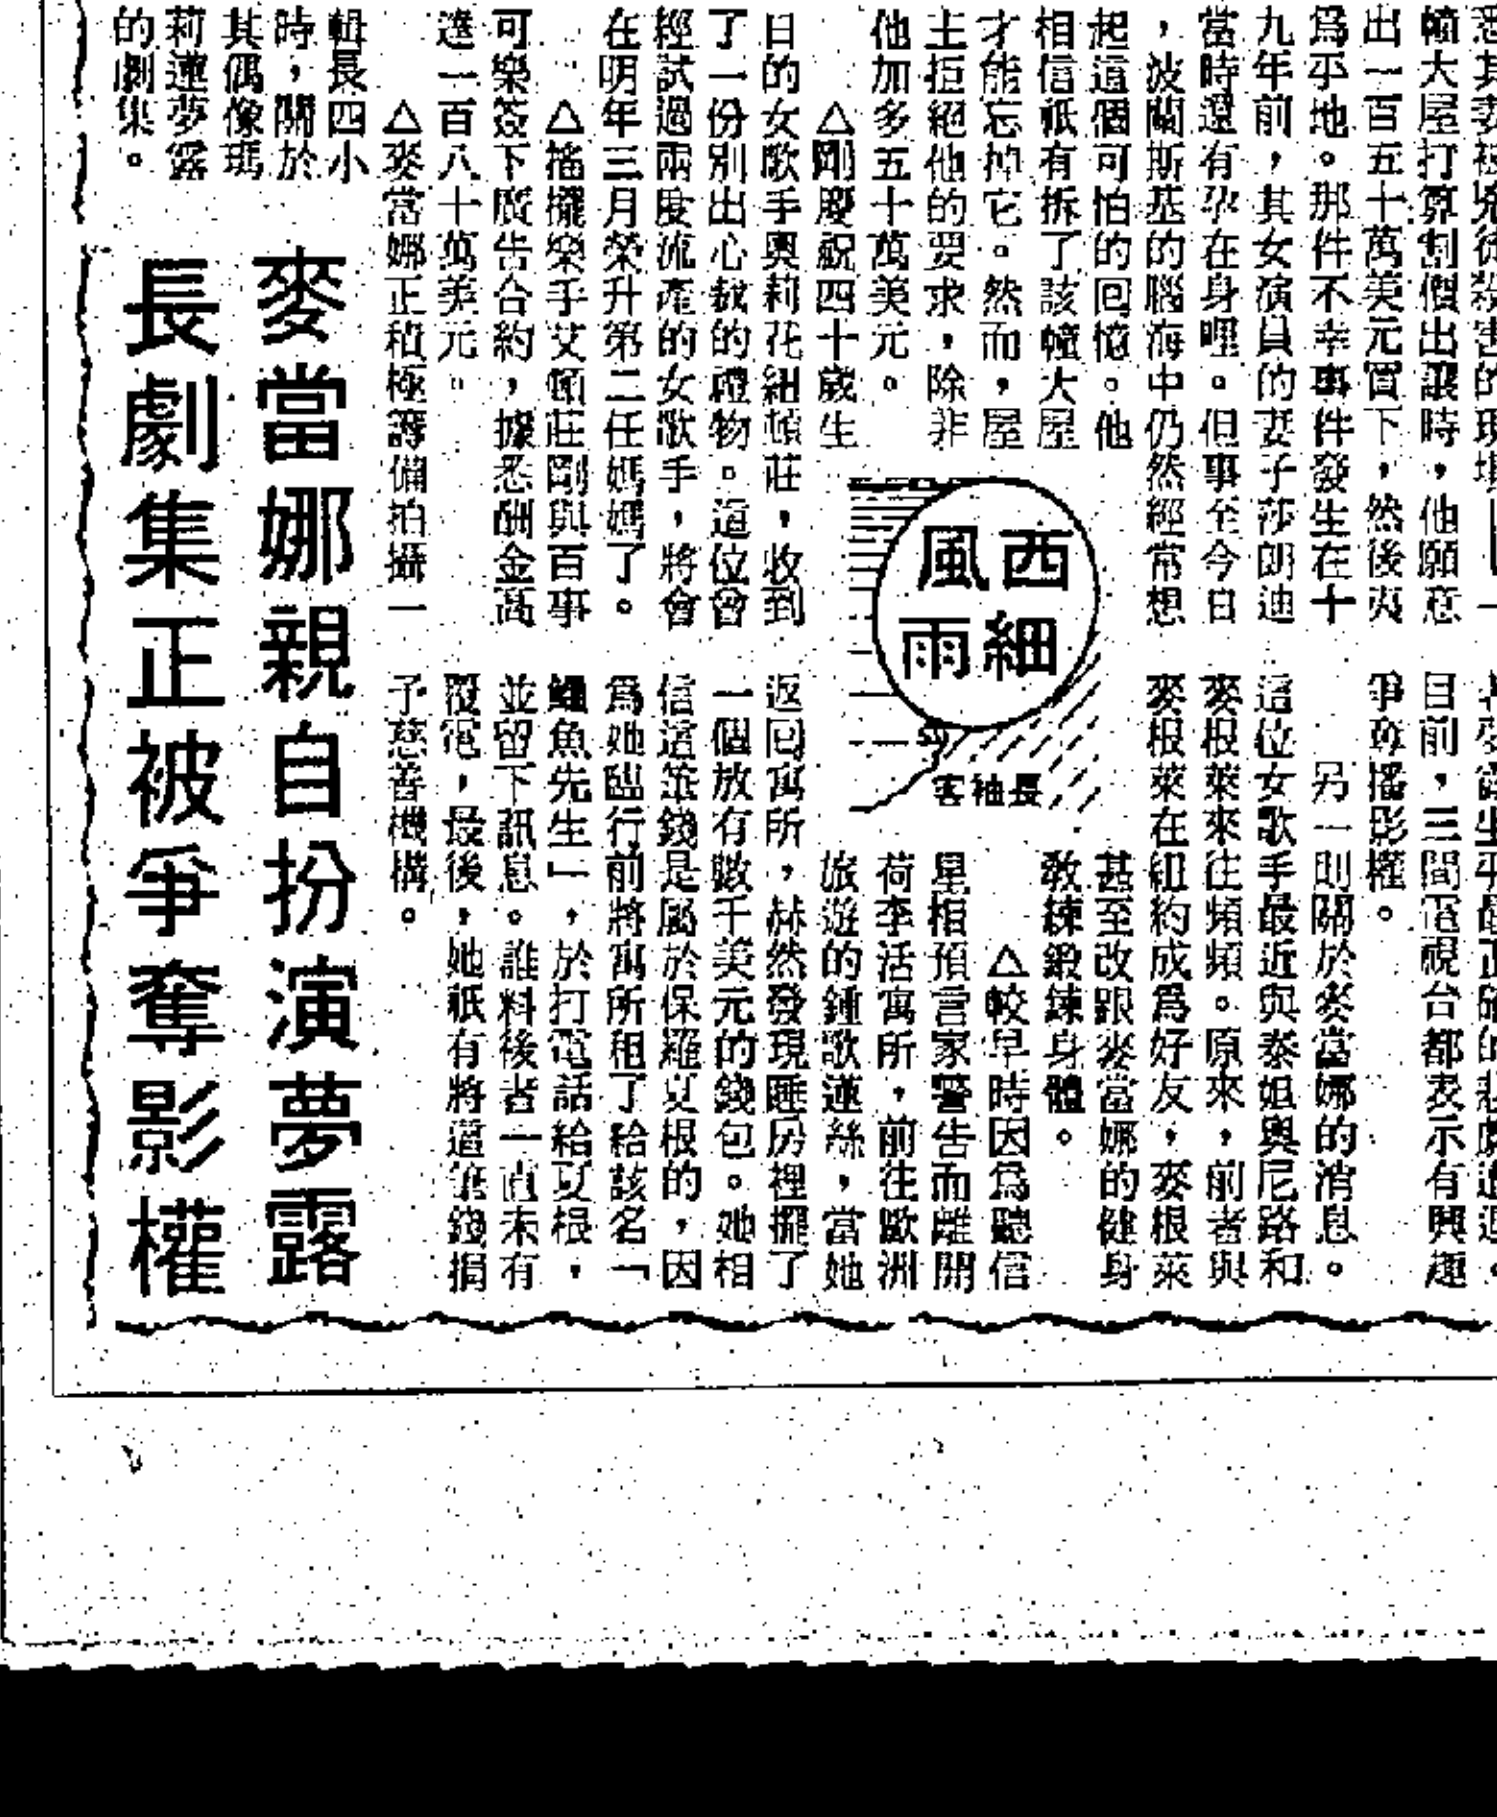 麥當娜親自扮演夢露
長劇集正被爭奪影權
幢大屋打算割價出讓時，他願意
出一百五十萬美元買下，然後夷
爲平地。那件不幸事件發生在十
九年前，其女演員的妻子莎朗迪
當時還有孕在身哩。但事至今日
，波蘭斯基的腦海中仍然經常想
起這個可怕的回憶。他
相信祇有拆了該幢大屋
才能忘掉它。然而，屋
主拒絕他的要求，除非
他加多五十萬美元。
△剛慶祝四十歲生
日的女歌手奧莉花紐頓莊，收到
了一份別出心裁的禮物。這位曾
經試過兩度流產的女歌手，將會
在明年三月榮升第二任媽媽了。
△搖擺樂手艾頓莊剛與百事
可樂簽下廣告合約，據悉酬金高
達一百八十萬美元。
△麥當娜正積極籌備拍攝一
輯長四小
時，關於
其偶像瑪
莉蓮夢露
的劇集。
西風細雨
長袖客
目前，三間電視台都表示有興趣
爭奪播影權。
另一則關於麥當娜的消息。
這位女歌手最近與泰姐奧尼路和
麥根萊來往頻頻。原來，前者與
麥根萊在紐約成爲好友，麥根萊
甚至改跟麥當娜的健身
教練鍛鍊身體。
△較早時因爲聽信
星相預言家警告而離開
荷李活寓所，前往歐洲
旅遊的鍾歌蓮絲，當她
返回寓所，赫然發現睡房裡擺了
一個放有數千美元的錢包。她相
信這筆錢是屬於保羅艾根的，因
爲她臨行前將寓所租了給該名「
鱷魚先生」，於打電話給艾根，
並留下訊息。誰料後者一直未有
覆電，最後，她祇有將這筆錢捐
予慈善機構。